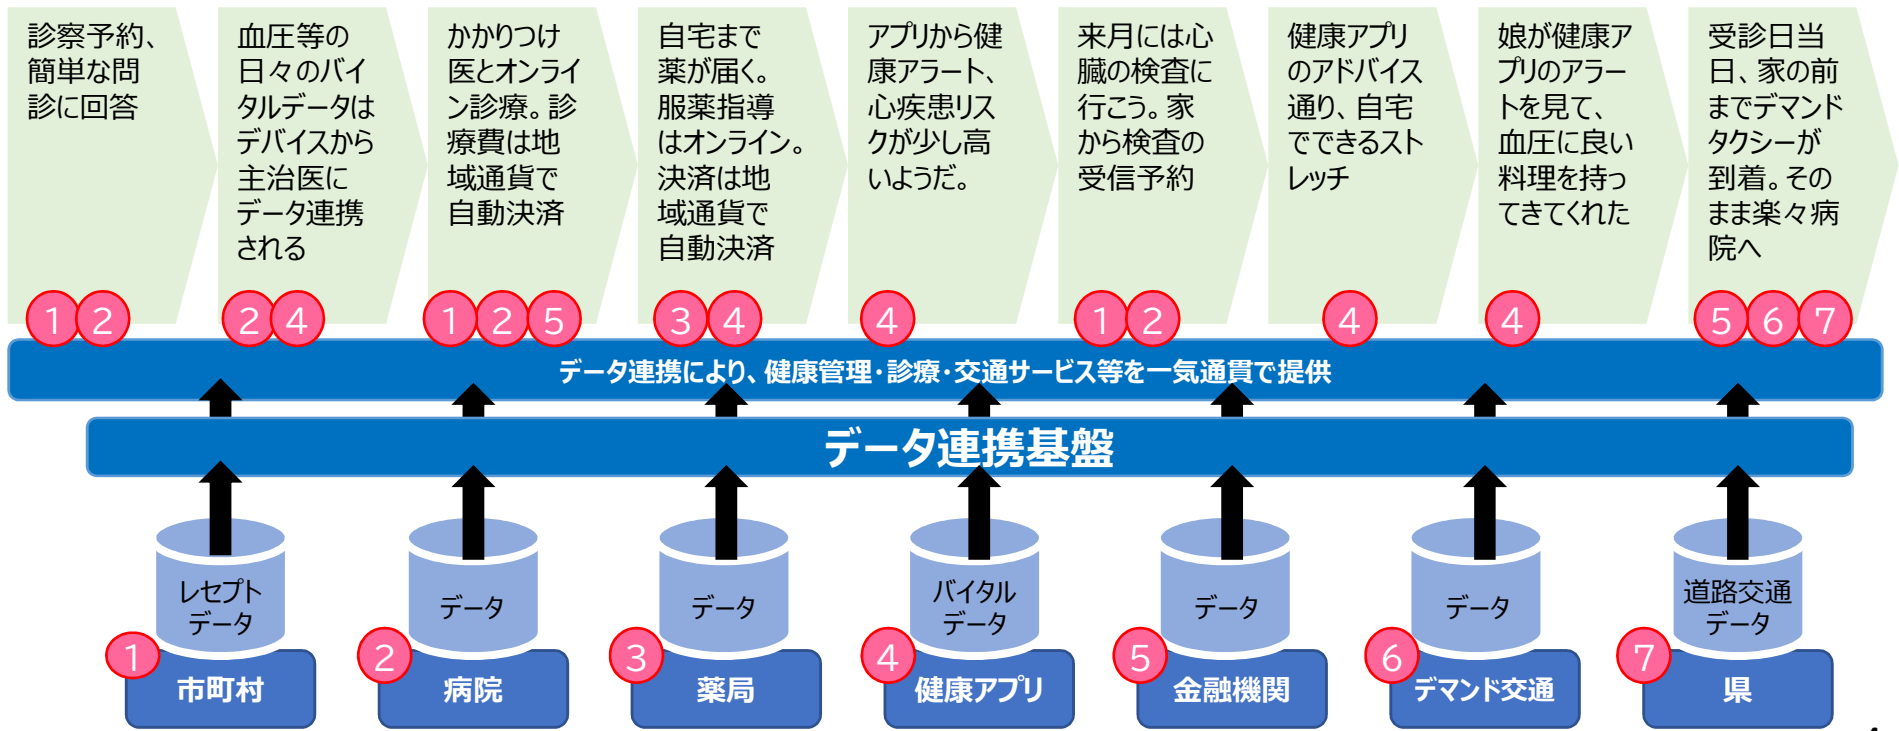 診察予約、
簡単な問
診に回答
血圧等の
日々のバイ
タルデータは
デバイスから
主治医に
データ連携
される
かかりつけ
医とオンライ
ン診療。診
療費は地
域通貨で
自動決済
自宅まで
薬が届く。
服薬指導
はオンライン。
決済は地
域通貨で
自動決済
アプリから健
康アラート、
心疾患リス
クが少し高
いようだ。
来月には心
臓の検査に
行こう。家
から検査の
受信予約
健康アプリ
のアドバイス
通り、自宅
でできるスト
レッチ
娘が健康ア
プリのアラー
トを見て、
血圧に良い
料理を持っ
てきてくれた
受診日当
日、家の前
までデマンド
タクシーが
到着。その
まま楽々病
院へ
1 2
2 4
1 2 5
3 4
4
1 2
4
4
5 6 7
データ連携により、健康管理・診療・交通サービス等を一気通貫で提供
データ連携基盤
レセプト
データ
データ
データ
バイタル
データ
データ
データ
道路交通
データ
1
市町村
2
病院
3
薬局
4
健康アプリ
5
金融機関
6
デマンド交通
7
県